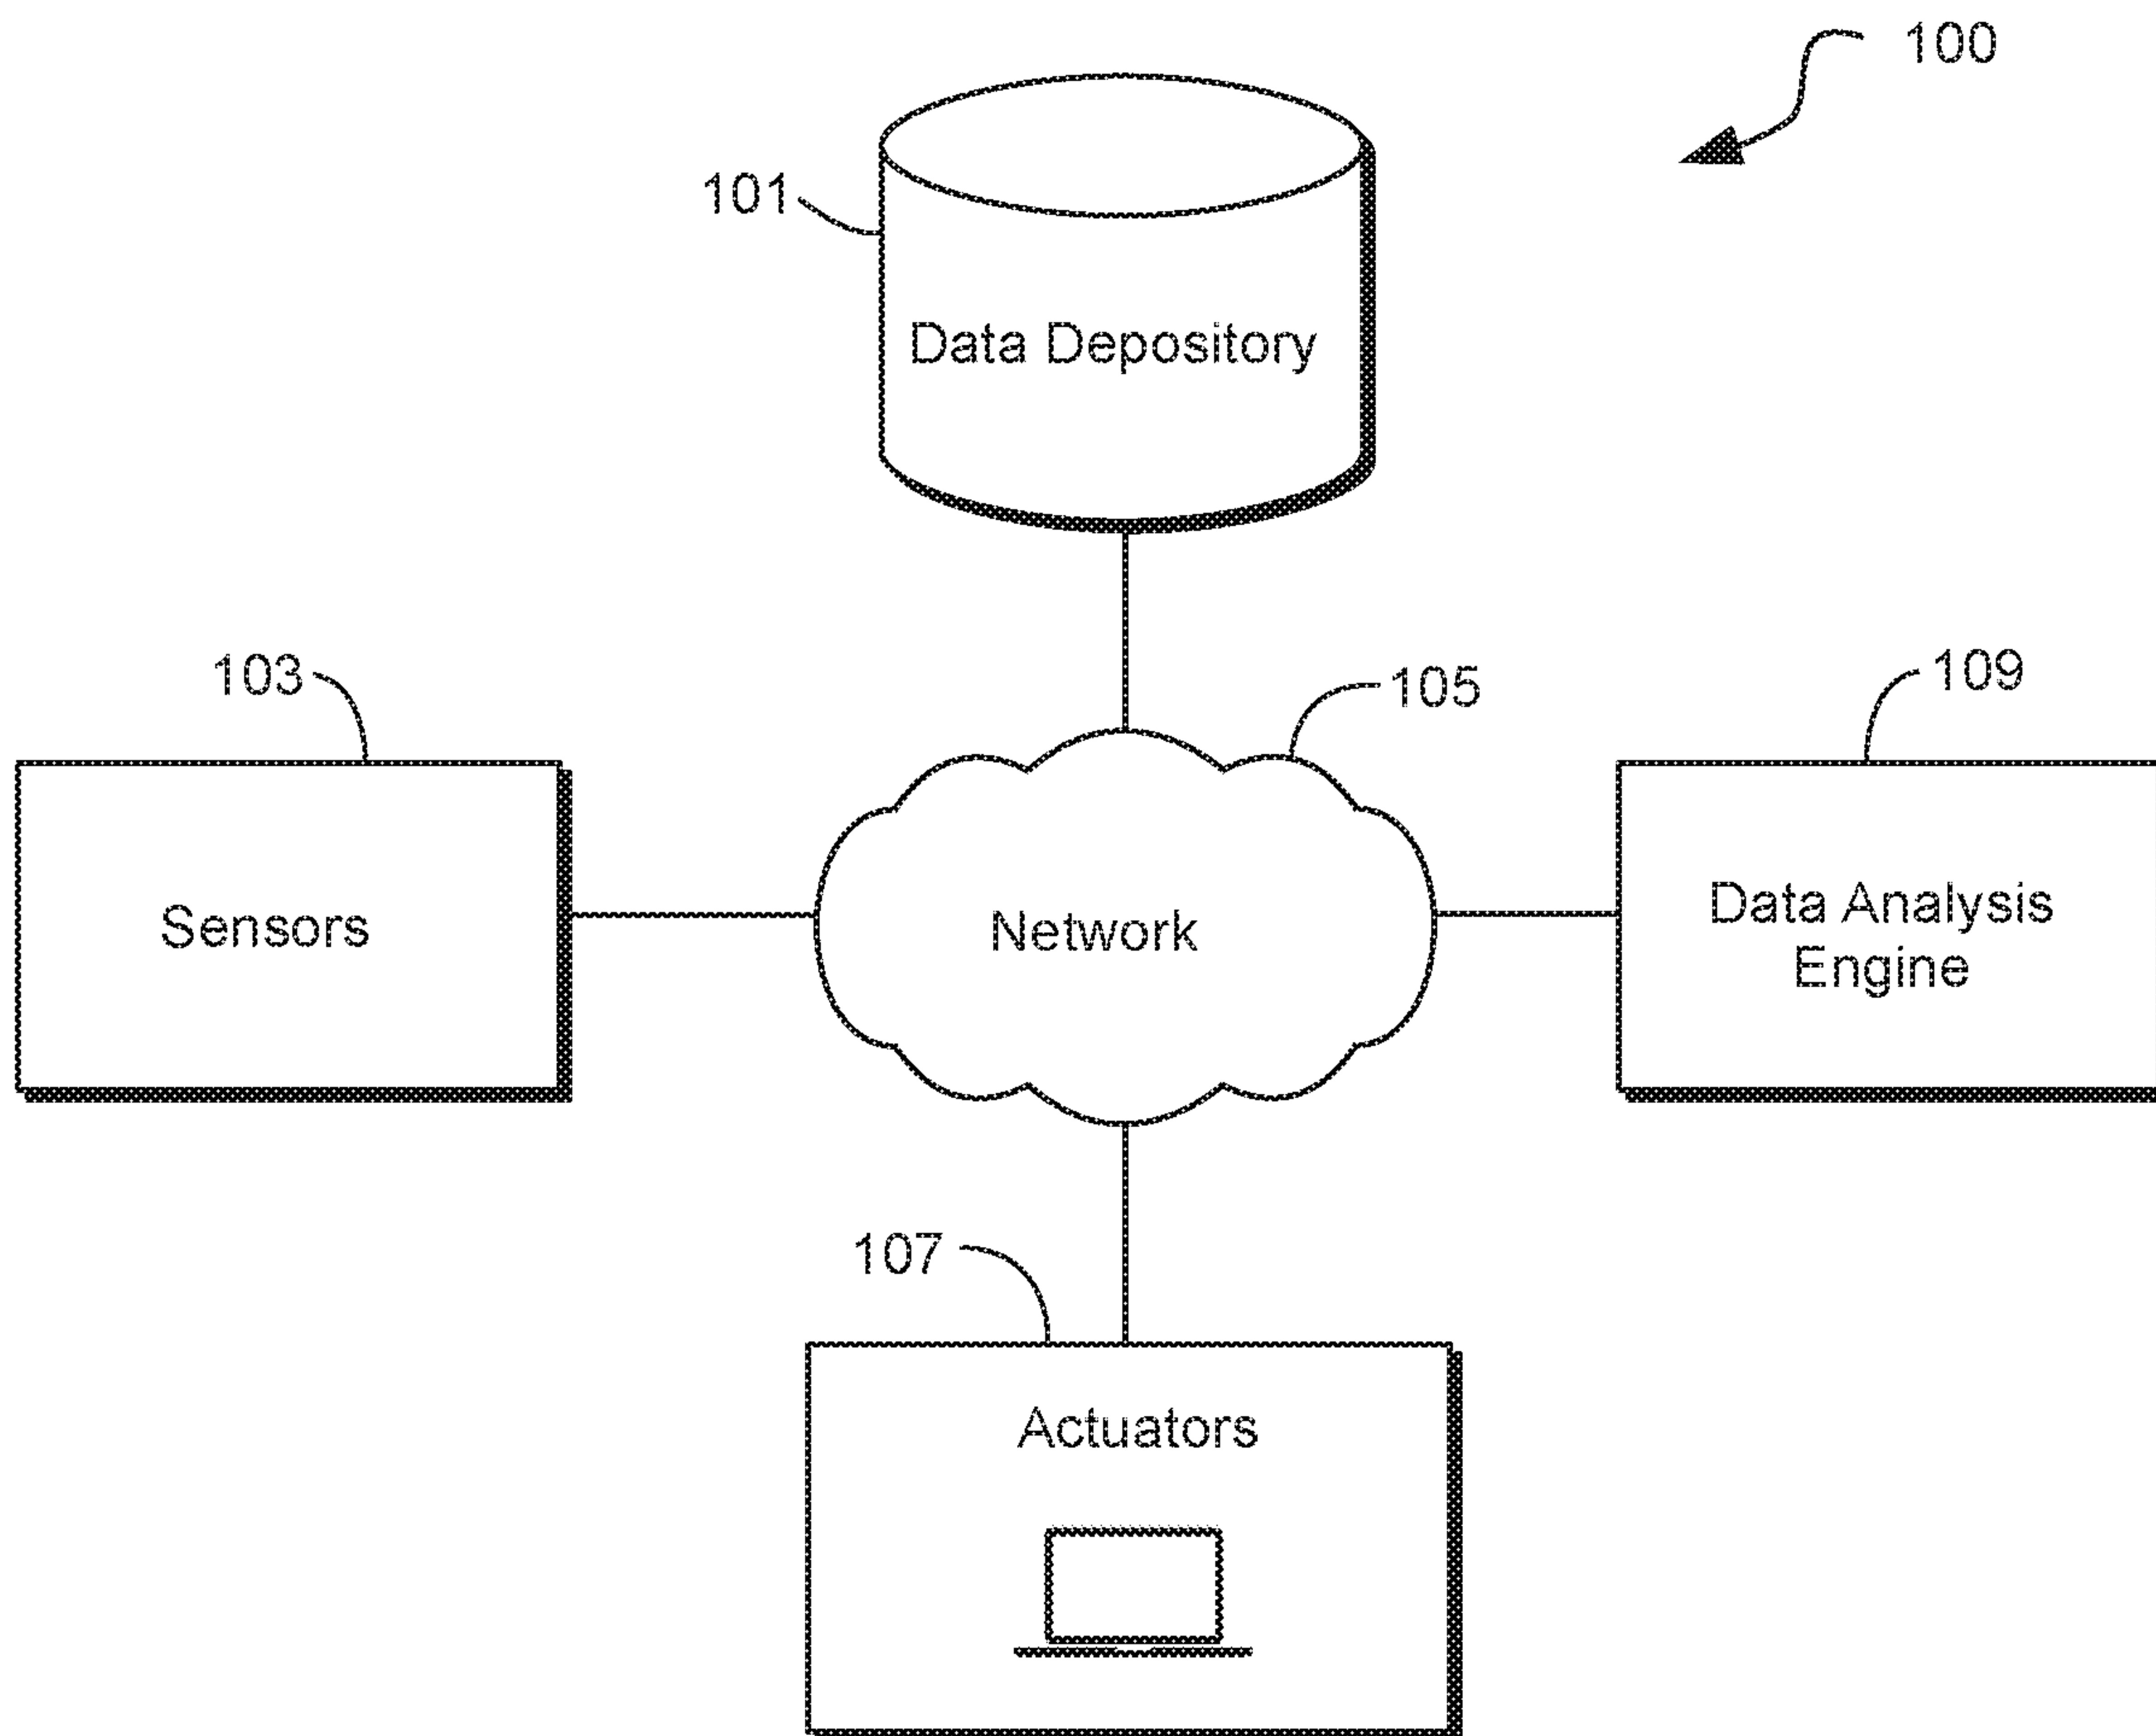 100
101
Data Depository
103
105
109
Sensors
Network
Data Analysis
Engine
107
Actuators